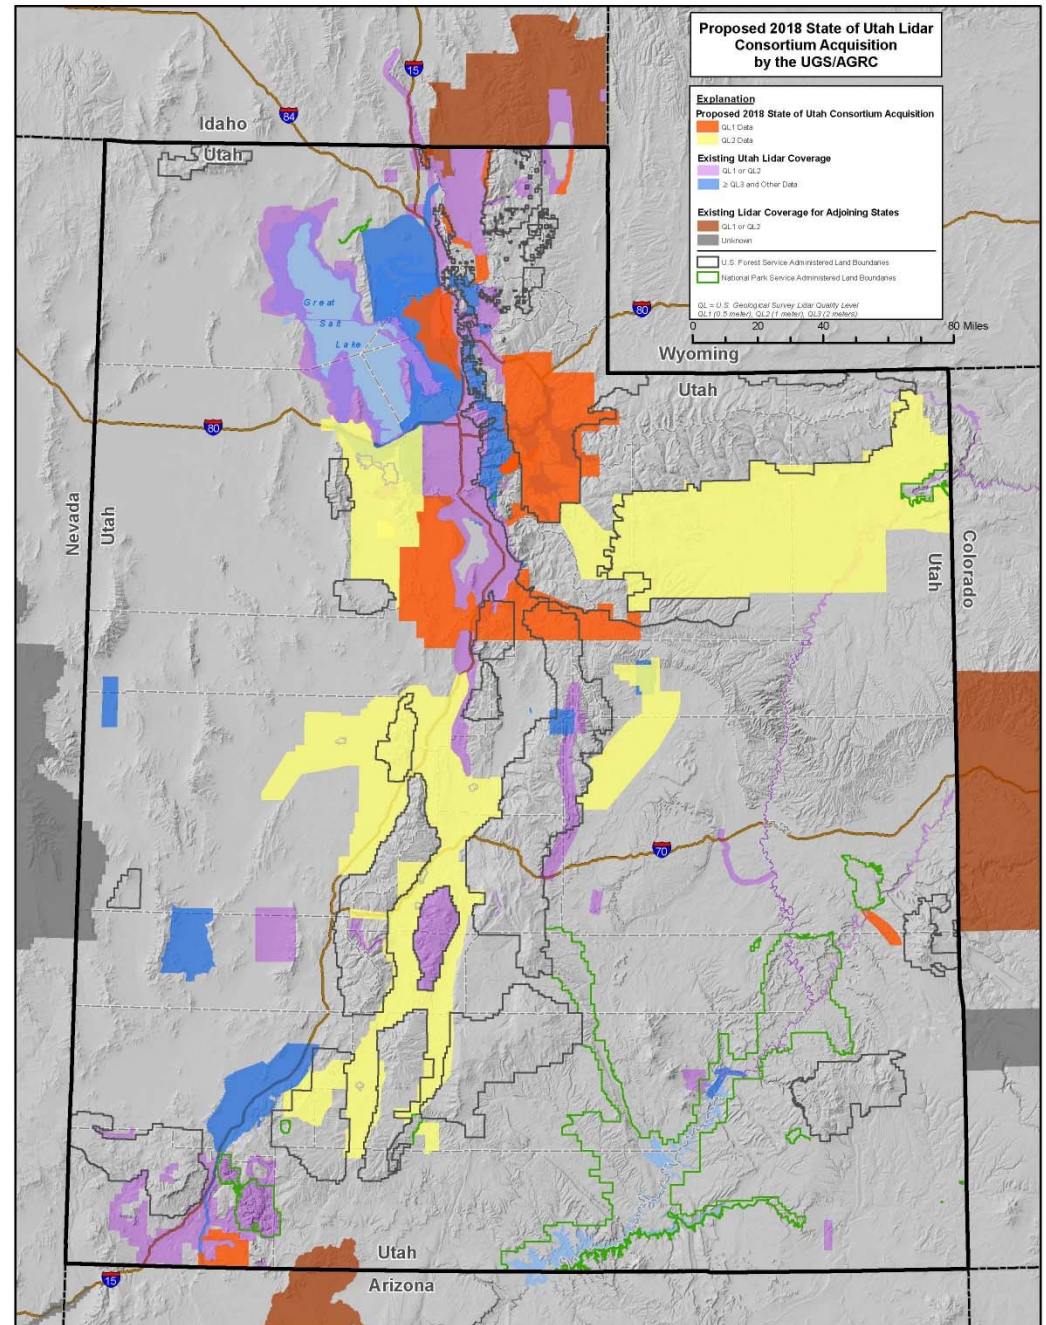 Proposed 2018 State of Utah Lidar
Consortium Acquisition
by the UGS/AGRC
Explanation
Proposed 2018 State of Utah Consortium Acquisition
QL1 Data
QL2 Data
Existing Utah Lidar Coverage
QL1 or QL2
≥ QL3 and Other Data
Existing Lidar Coverage for Adjoining States
QL1 or QL2
Unknown
U.S. Forest Service Administered Land Boundaries
National Park Service Administered Land Boundaries
QL = U.S. Geological Survey Lidar Quality Level
QL1 (0.5 meter), QL2 (1 meter), QL3 (2 meters)
0 20 40 80 Miles
15
84
Idaho
Utah
80
Wyoming
Utah
Great
Salt
Lake
80
Nevada
Utah
Colorado
Utah
70
Utah
Arizona
15